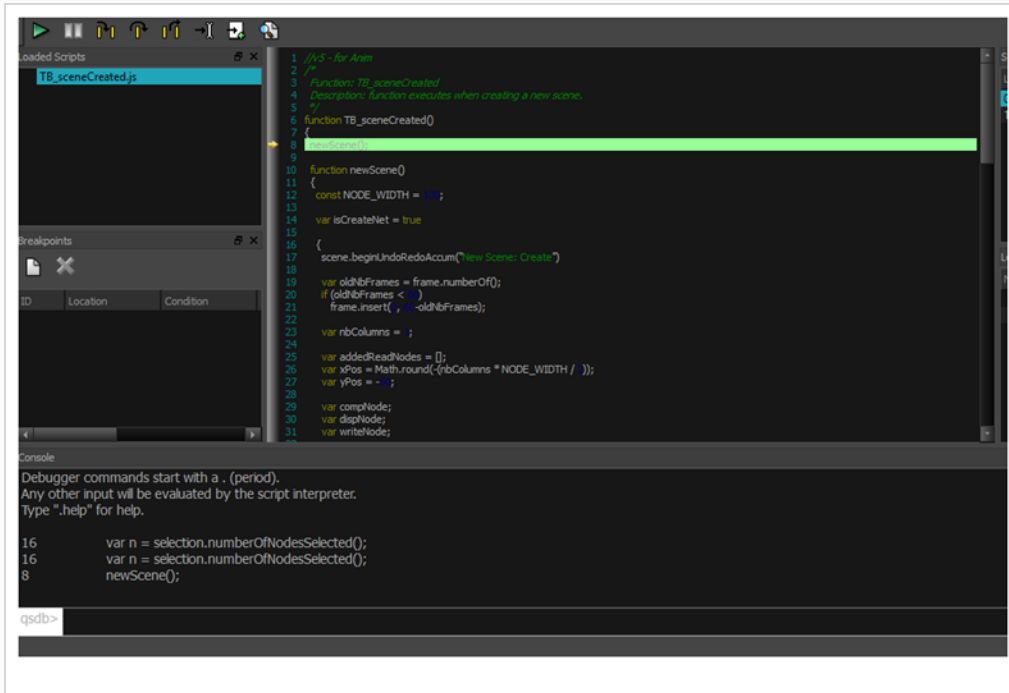 Loaded Scripts
TB_sceneCreated.js
1 //v5 - for Anim
2 /*
3 Function: TB_sceneCreated
4 Description: function executes when creating a new scene.
5 */
6 function TB_sceneCreated()
7 {
8 newScene();
9
10 function newScene()
11 {
12 const NODE_WIDTH = ;
13
14 var isCreateNet = true
15
16 {
17 scene.beginUndoRedoAccum("New Scene: Create")
18
19 var oldNbFrames = frame.numberOf();
20 if (oldNbFrames < )
21 frame.insert( , -oldNbFrames);
22
23 var nbColumns = ;
24
25 var addedReadNodes = [];
26 var xPos = Math.round(-(nbColumns * NODE_WIDTH / ));
27 var yPos = - ;
28
29 var compNode;
30 var dispNode;
31 var writeNode;
Breakpoints
ID Location Condition
Console
Debugger commands start with a . (period).
Any other input will be evaluated by the script interpreter.
Type ".help" for help.
16 var n = selection.numberOfNodesSelected();
16 var n = selection.numberOfNodesSelected();
8 newScene();
qsdb>